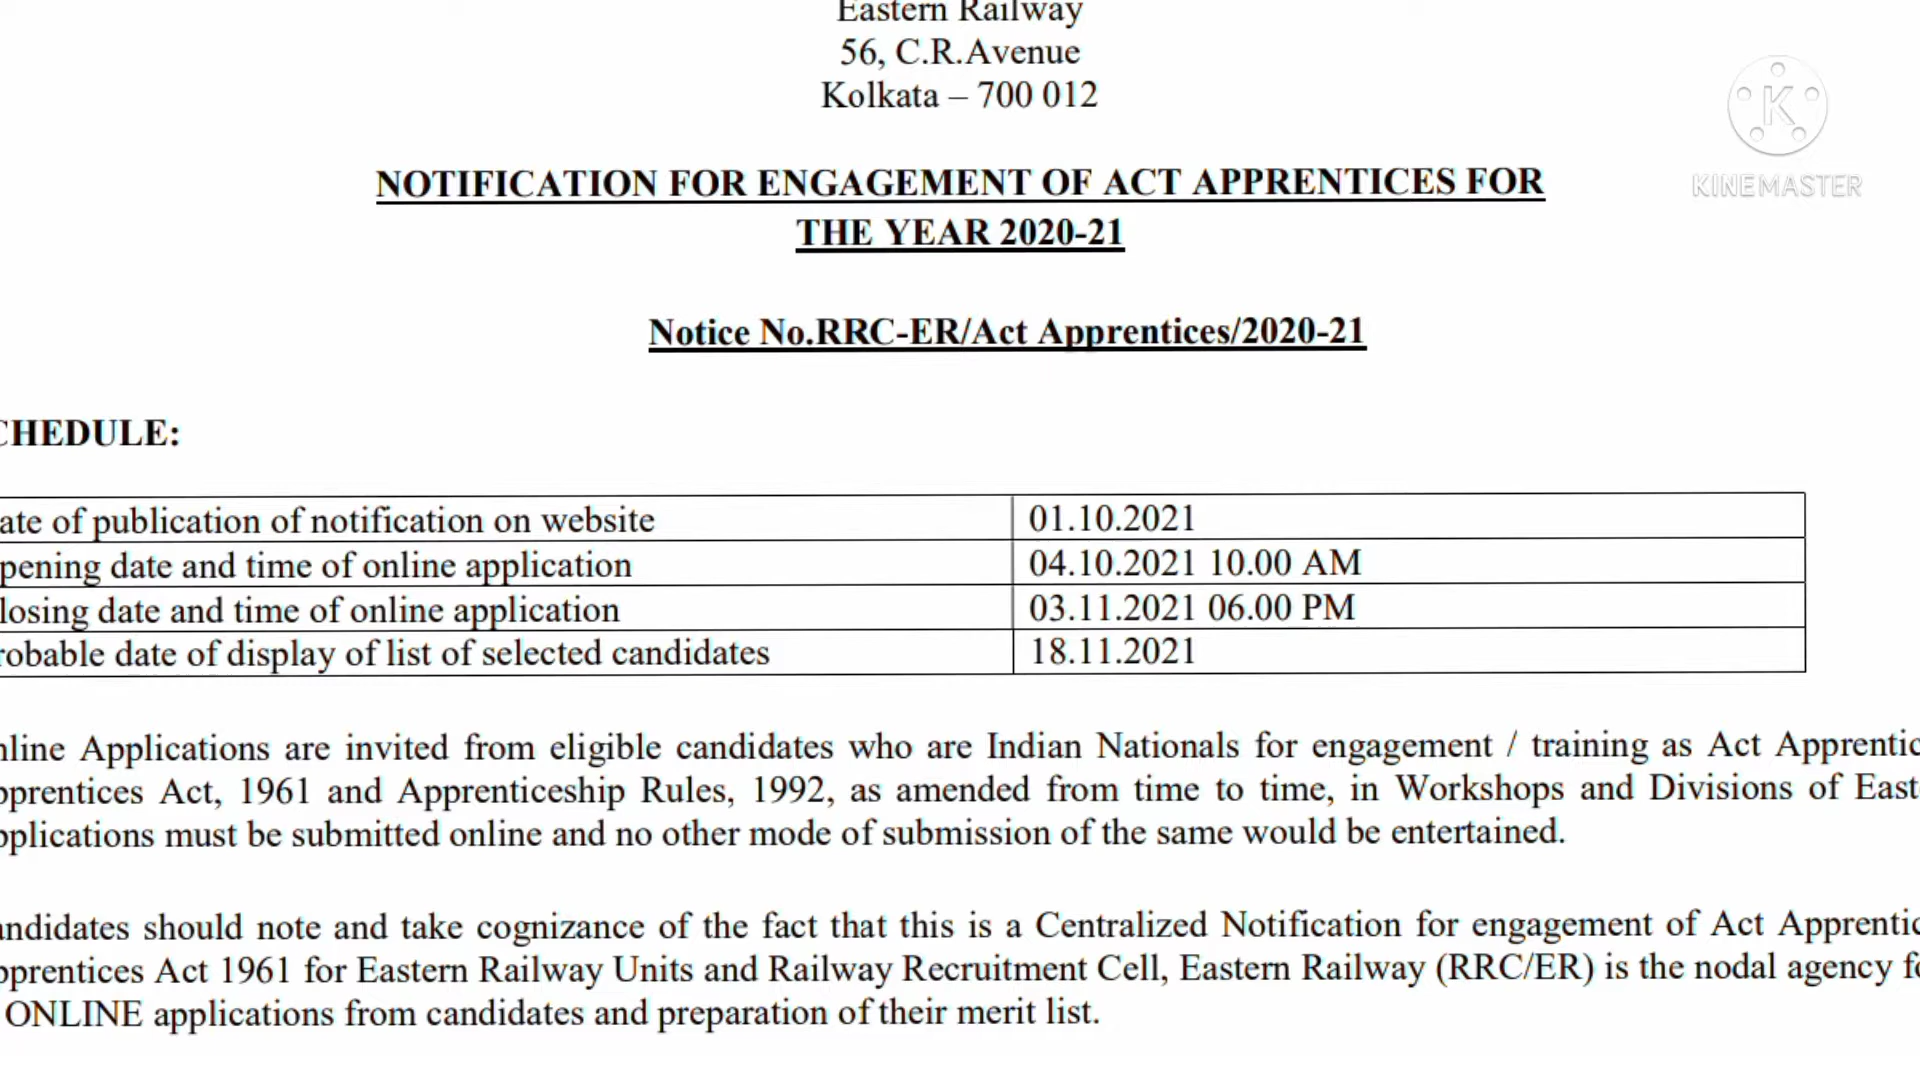 Eastern Railway
56, C.R.Avenue
Kolkata – 700 012
K
KINEMASTER
NOTIFICATION FOR ENGAGEMENT OF ACT APPRENTICES FOR
THE YEAR 2020-21
Notice No.RRC-ER/Act Apprentices/2020-21
CHEDULE:
ate of publication of notification on website 01.10.2021
pening date and time of online application 04.10.2021 10.00 AM
losing date and time of online application 03.11.2021 06.00 PM
robable date of display of list of selected candidates 18.11.2021
nline Applications are invited from eligible candidates who are Indian Nationals for engagement / training as Act Apprentic
pprentices Act, 1961 and Apprenticeship Rules, 1992, as amended from time to time, in Workshops and Divisions of East
pplications must be submitted online and no other mode of submission of the same would be entertained.
andidates should note and take cognizance of the fact that this is a Centralized Notification for engagement of Act Apprentic
pprentices Act 1961 for Eastern Railway Units and Railway Recruitment Cell, Eastern Railway (RRC/ER) is the nodal agency fo
ONLINE applications from candidates and preparation of their merit list.